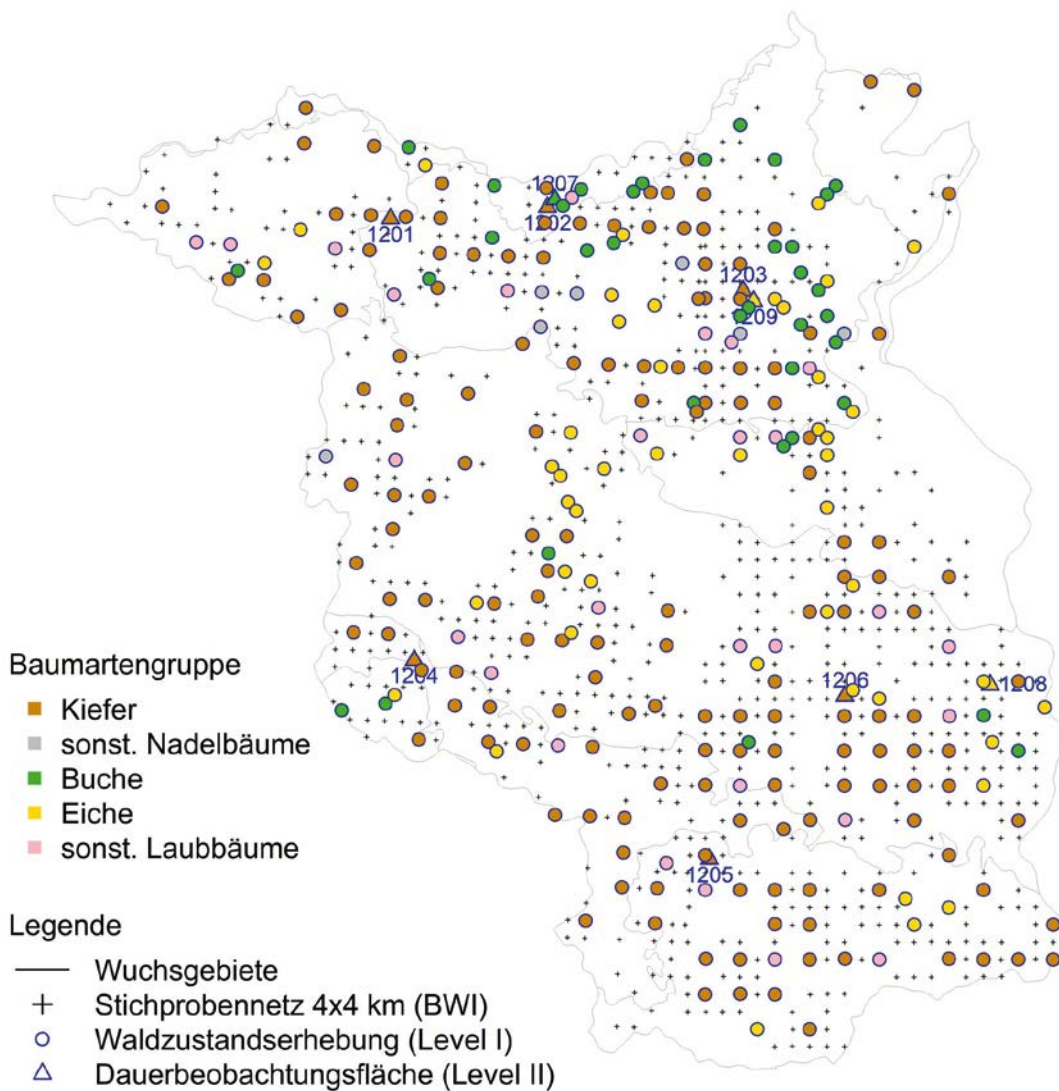 1207
1201
1202
1203
1209
1204
1206
1208
1205
Baumartengruppe
Kiefer
sonst. Nadelbäume
Buche
Eiche
sonst. Laubbäume
Legende
Wuchsgebiete
Stichprobennetz 4x4 km (BWI)
Waldzustandserhebung (Level I)
Dauerbeobachtungsfläche (Level II)